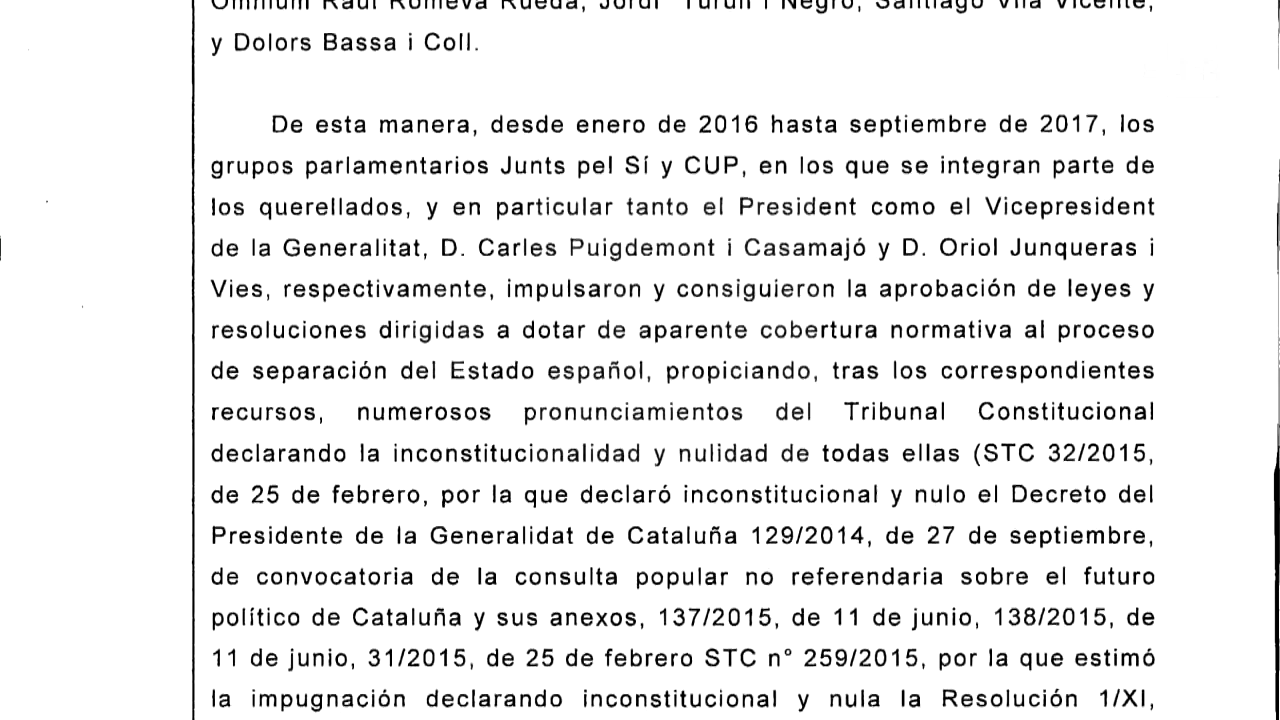 Omnium Raül Romeva Rueda, Jordi Turull i Negro, Santiago Vila Vicente,
y Dolors Bassa i Coll.
De esta manera, desde enero de 2016 hasta septiembre de 2017, los
grupos parlamentarios Junts pel Sí y CUP, en los que se integran parte de
los querellados, y en particular tanto el President como el Vicepresident
de la Generalitat, D. Carles Puigdemont i Casamajó y D. Oriol Junqueras i
Vies, respectivamente, impulsaron y consiguieron la aprobación de leyes y
resoluciones dirigidas a dotar de aparente cobertura normativa al proceso
de separación del Estado español, propiciando, tras los correspondientes
recursos, numerosos pronunciamientos del Tribunal Constitucional
declarando la inconstitucionalidad y nulidad de todas ellas (STC 32/2015,
de 25 de febrero, por la que declaró inconstitucional y nulo el Decreto del
Presidente de la Generalidat de Cataluña 129/2014, de 27 de septiembre,
de convocatoria de la consulta popular no referendaria sobre el futuro
político de Cataluña y sus anexos, 137/2015, de 11 de junio, 138/2015, de
11 de junio, 31/2015, de 25 de febrero STC n° 259/2015, por la que estimó
la impugnación declarando inconstitucional y nula la Resolución 1/XI,